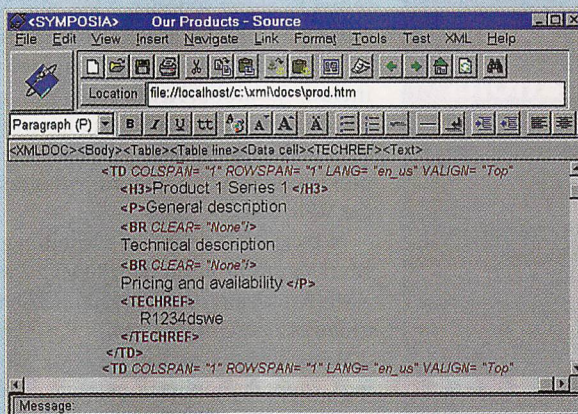 <SYMPOSIA> Our Products - Source
File Edit View Insert Navigate Link Format Tools Test XML Help
Location file://localhost/c:\xml\docs\prod.htm
Paragraph (P) B I U tt A A A Ä
<XMLDOC><Body><Table><Table line><Data cell><TECHREF><Text>
<TD COLSPAN= "1" ROWSPAN= "1" LANG= "en_us" VALIGN= "Top"
<H3>Product 1 Series 1 </H3>
<P>General description
<BR CLEAR= "None"/>
Technical description
<BR CLEAR= "None"/>
Pricing and availability </P>
<TECHREF>
R1234dswe
</TECHREF>
</TD>
<TD COLSPAN= "1" ROWSPAN= "1" LANG= "en_us" VALIGN= "Top"
Message: